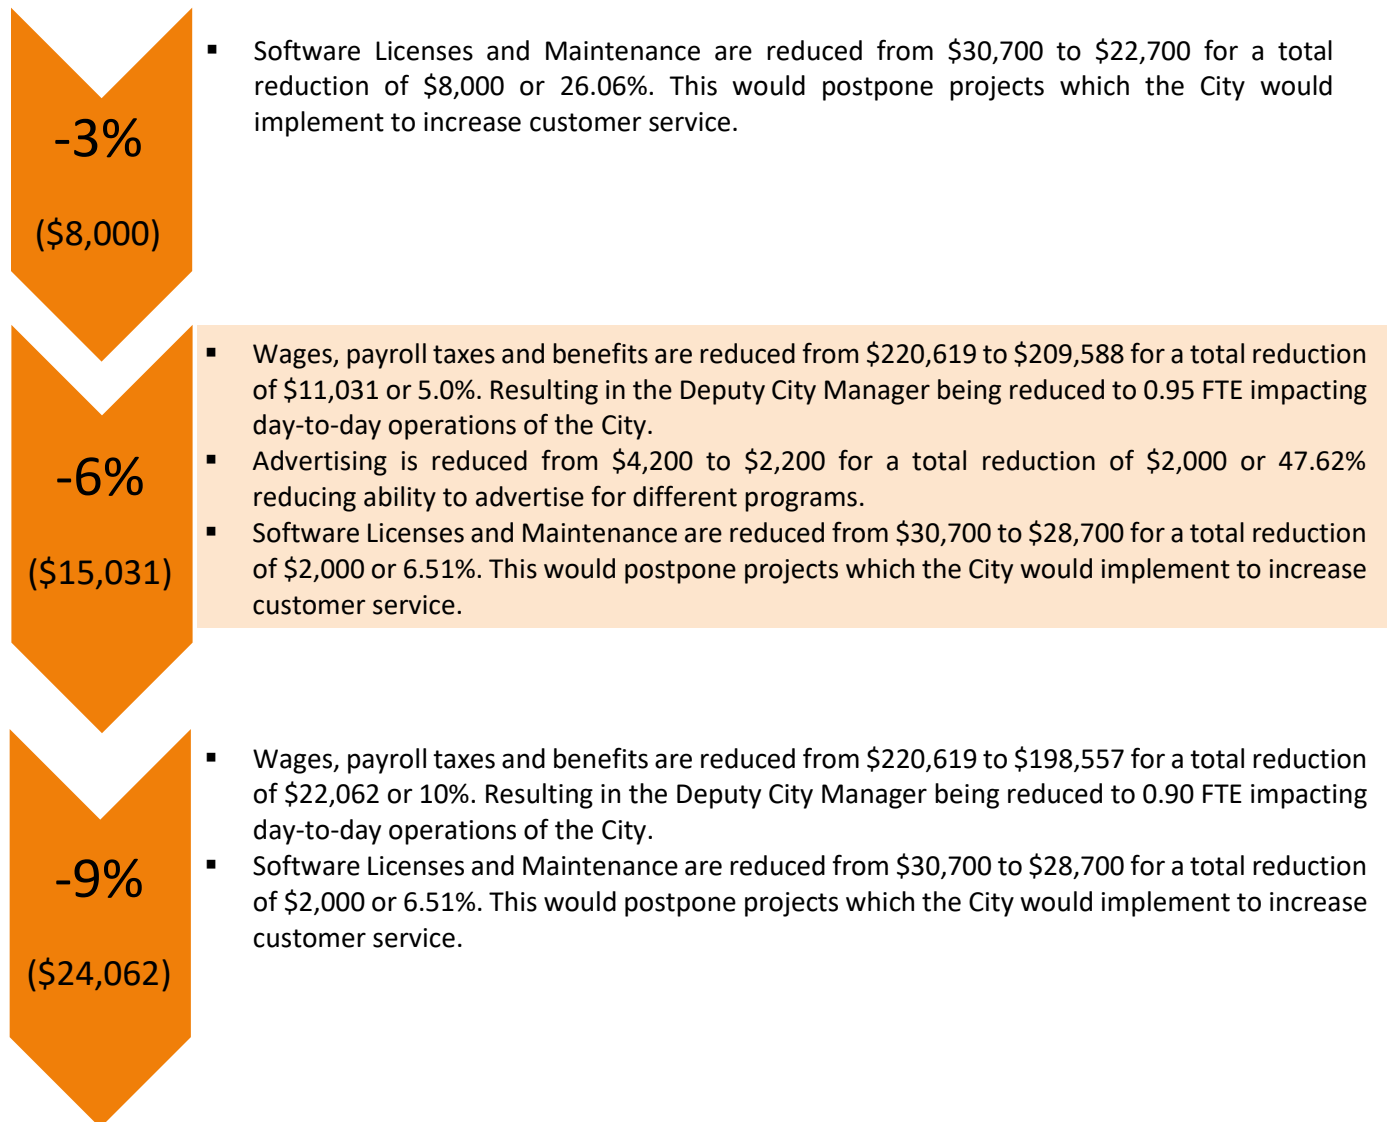 -3%
($8,000)
▪ Software Licenses and Maintenance are reduced from $30,700 to $22,700 for a total
reduction of $8,000 or 26.06%. This would postpone projects which the City would
implement to increase customer service.
-6%
($15,031)
▪ Wages, payroll taxes and benefits are reduced from $220,619 to $209,588 for a total reduction
of $11,031 or 5.0%. Resulting in the Deputy City Manager being reduced to 0.95 FTE impacting
day-to-day operations of the City.
▪ Advertising is reduced from $4,200 to $2,200 for a total reduction of $2,000 or 47.62%
reducing ability to advertise for different programs.
▪ Software Licenses and Maintenance are reduced from $30,700 to $28,700 for a total reduction
of $2,000 or 6.51%. This would postpone projects which the City would implement to increase
customer service.
-9%
($24,062)
▪ Wages, payroll taxes and benefits are reduced from $220,619 to $198,557 for a total reduction
of $22,062 or 10%. Resulting in the Deputy City Manager being reduced to 0.90 FTE impacting
day-to-day operations of the City.
▪ Software Licenses and Maintenance are reduced from $30,700 to $28,700 for a total reduction
of $2,000 or 6.51%. This would postpone projects which the City would implement to increase
customer service.